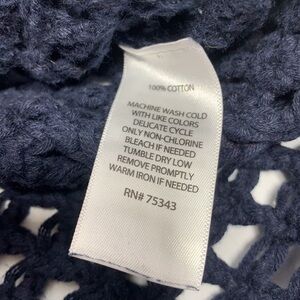 100% COTTON
MACHINE WASH COLD
WITH LIKE COLORS
DELICATE CYCLE
ONLY NON-CHLORINE
BLEACH IF NEEDED
TUMBLE DRY LOW
REMOVE PROMPTLY
WARM IRON IF NEEDED
RN# 75343